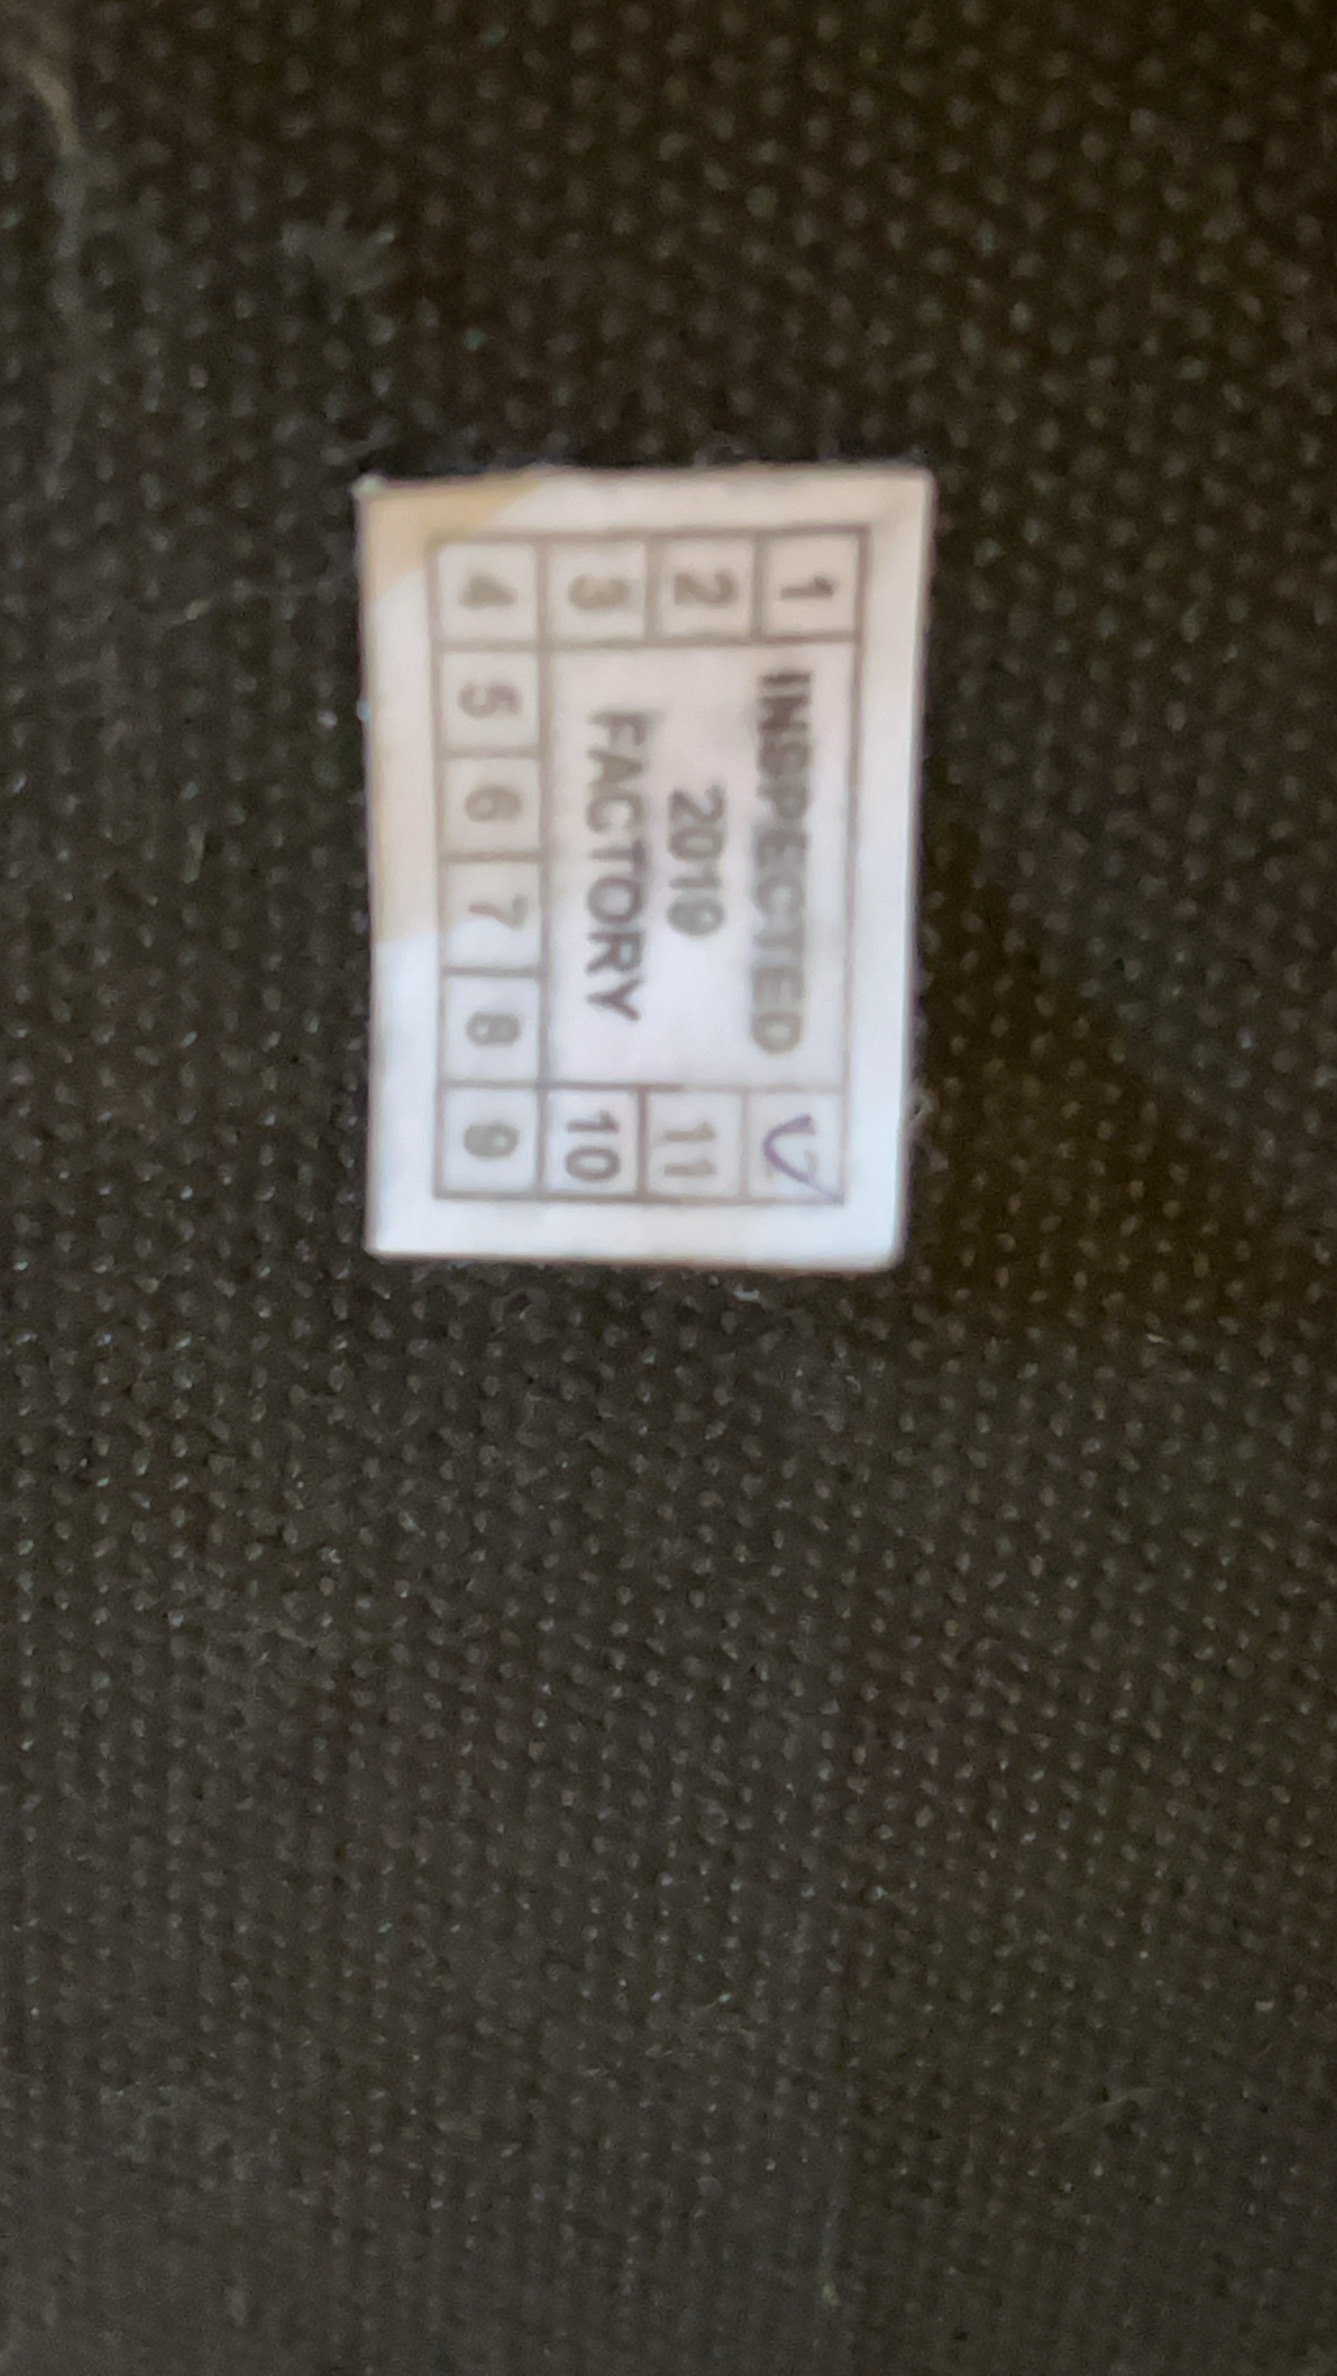 1 INSPECTED
2 2019 11
3 FACTORY 10
4 5 6 7 8 9